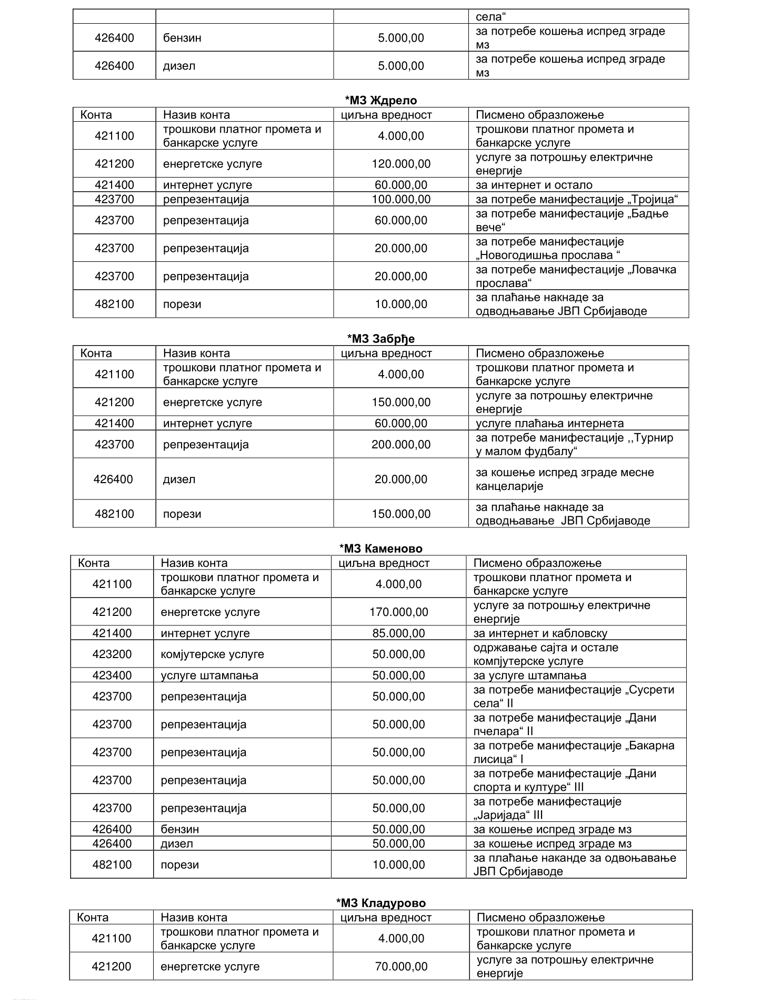 села“
426400 бензин 5.000,00 за потребе кошења испред зграде
мз
426400 дизел 5.000,00 за потребе кошења испред зграде
мз
*МЗ Ждрело
Конта Назив конта циљна вредност Писмено образложење
421100 трошкови платног промета и 4.000,00 трошкови платног промета и
банкарске услуге банкарске услуге
421200 енергетске услуге 120.000,00 услуге за потрошњу електричне
енергије
421400 интернет услуге 60.000,00 за интернет и остало
423700 репрезентација 100.000,00 за потребе манифестације „Тројица“
423700 репрезентација 60.000,00 за потребе манифестације „Бадње
вече“
423700 репрезентација 20.000,00 за потребе манифестације
„Новогодишња прослава “
423700 репрезентација 20.000,00 за потребе манифестације „Ловачка
прослава“
482100 порези 10.000,00 за плаћање накнаде за
одводњавање ЈВП Србијаводе
*МЗ Забрђе
Конта Назив конта циљна вредност Писмено образложење
421100 трошкови платног промета и 4.000,00 трошкови платног промета и
банкарске услуге банкарске услуге
421200 енергетске услуге 150.000,00 услуге за потрошњу електричне
енергије
421400 интернет услуге 60.000,00 услуге плаћања интернета
423700 репрезентација 200.000,00 за потребе манифестације ,,Турнир
у малом фудбалу“
426400 дизел 20.000,00 за кошење испред зграде месне
канцеларије
482100 порези 150.000,00 за плаћање накнаде за
одводњавање  ЈВП Србијаводе
*МЗ Каменово
Конта Назив конта циљна вредност Писмено образложење
421100 трошкови платног промета и 4.000,00 трошкови платног промета и
банкарске услуге банкарске услуге
421200 енергетске услуге 170.000,00 услуге за потрошњу електричне
енергије
421400 интернет услуге 85.000,00 за интернет и кабловску
423200 комјутерске услуге 50.000,00 одржавање сајта и остале
компјутерске услуге
423400 услуге штампања 50.000,00 за услуге штампања
423700 репрезентација 50.000,00 за потребе манифестације „Сусрети
села“ II
423700 репрезентација 50.000,00 за потребе манифестације „Дани
пчелара“ II
423700 репрезентација 50.000,00 за потребе манифестације „Бакарна
лисица“ I
423700 репрезентација 50.000,00 за потребе манифестације „Дани
спорта и културе“ III
423700 репрезентација 50.000,00 за потребе манифестације
„Јаријада“ III
426400 бензин 50.000,00 за кошење испред зграде мз
426400 дизел 50.000,00 за кошење испред зграде мз
482100 порези 10.000,00 за плаћање наканде за одвоњавање
ЈВП Србијаводе
*МЗ Кладурово
Конта Назив конта циљна вредност Писмено образложење
421100 трошкови платног промета и 4.000,00 трошкови платног промета и
банкарске услуге банкарске услуге
421200 енергетске услуге 70.000,00 услуге за потрошњу електричне
енергије